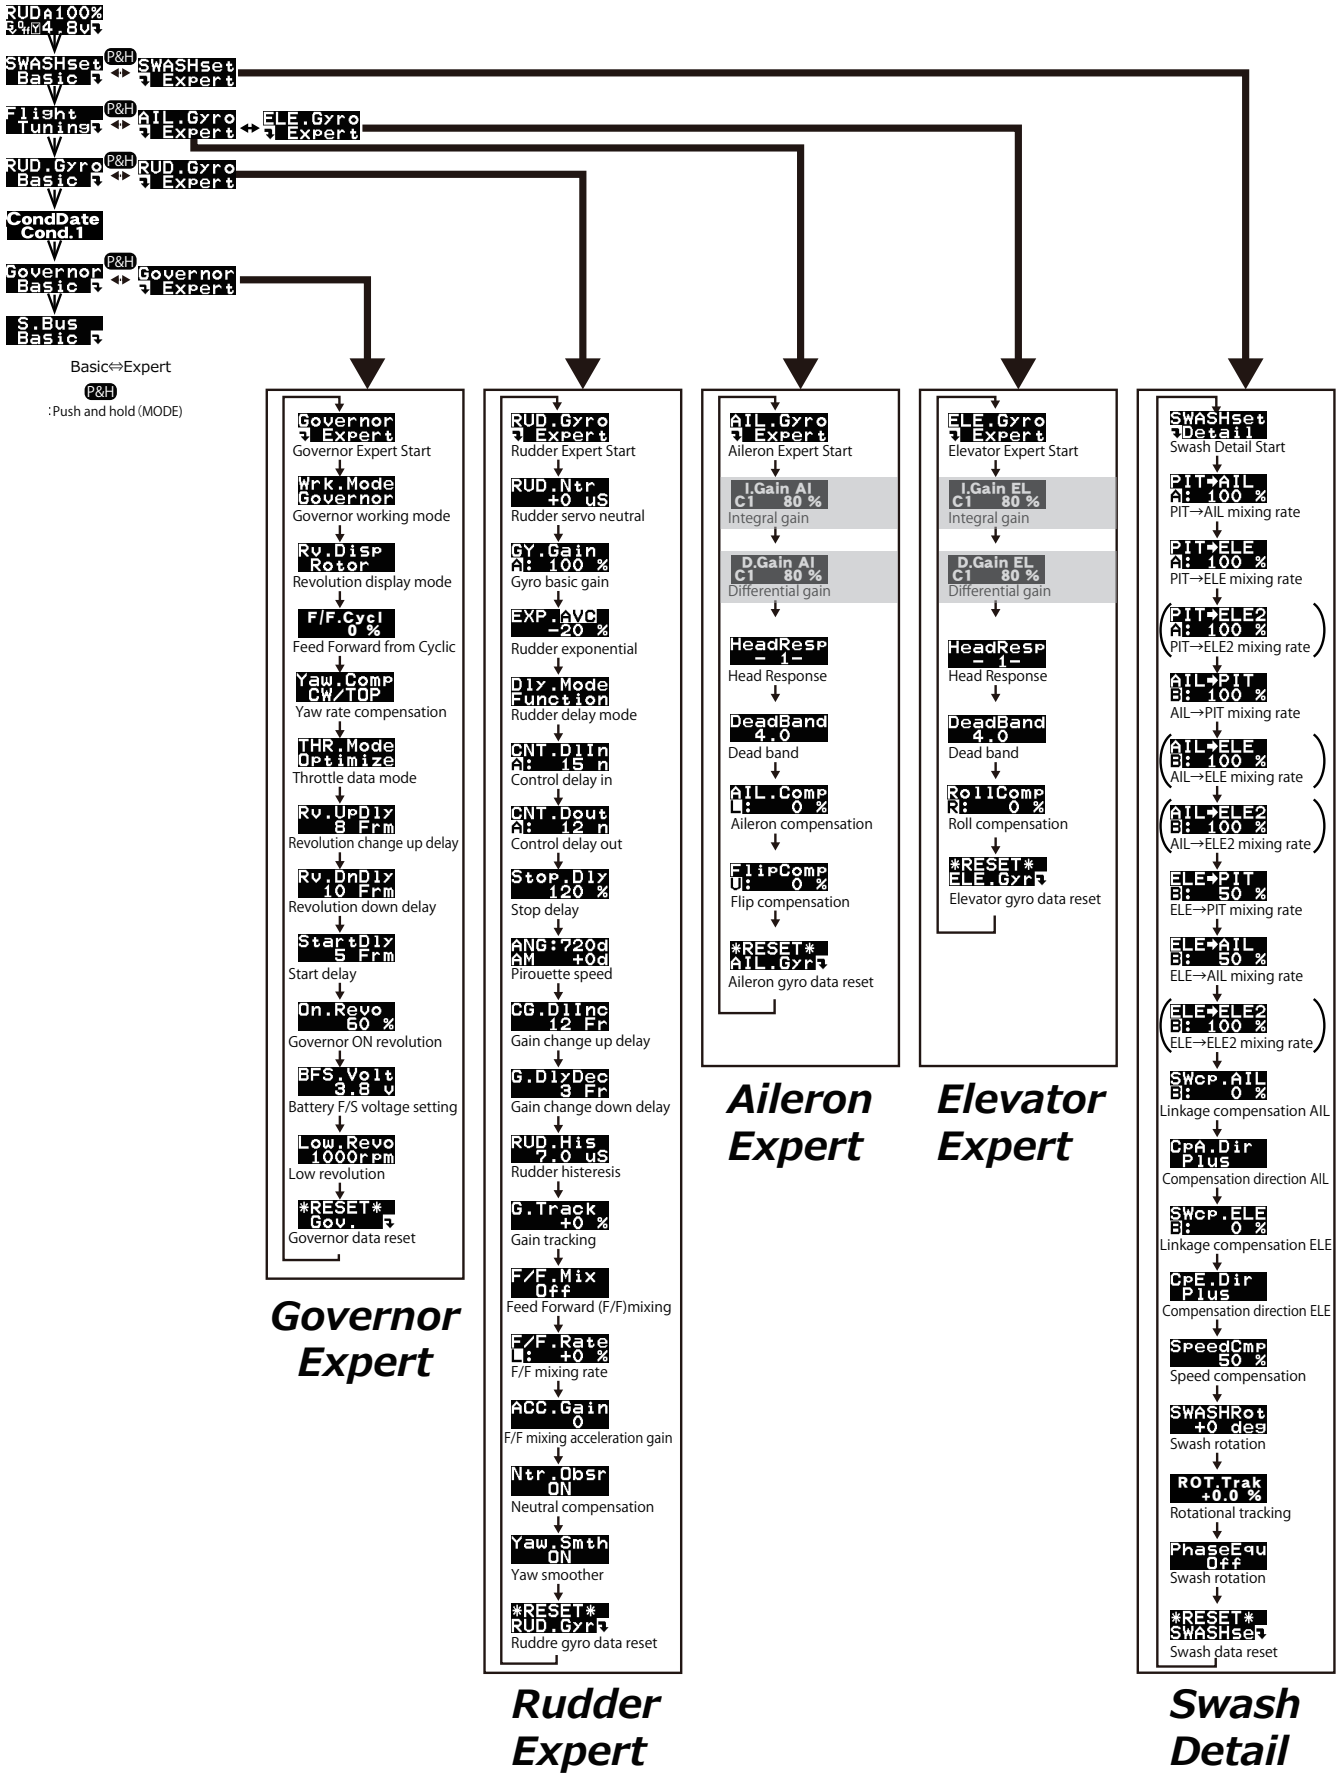 RUDA100%
4.8v
SWASHset
Basic
P&H
SWASHset
Expert
Flight
Tuning
P&H
AIL.Gyro
Expert
ELE.Gyro
Expert
RUD.Gyro
Basic
P&H
RUD.Gyro
Expert
CondDate
Cond.1
Governor
Basic
P&H
Governor
Expert
S.Bus
Basic
Basic⇔Expert
P&H
:Push and hold (MODE)
Governor
Expert
Governor Expert Start
Wrk.Mode
Governor
Governor working mode
Rv.Disp
Rotor
Revolution display mode
F/F.Cycl
0 %
Feed Forward from Cyclic
Yaw.Comp
CW/TOP
Yaw rate compensation
THR.Mode
Optimize
Throttle data mode
Rv.UpDly
8 Frm
Revolution change up delay
Rv.DnDly
10 Frm
Revolution down delay
StartDly
5 Frm
Start delay
On.Revo
60 %
Governor ON revolution
BFS.Volt
3.8 v
Battery F/S voltage setting
Low.Revo
1000rpm
Low revolution
*RESET*
Gov.
Governor data reset
Governor
Expert
RUD.Gyro
Expert
Rudder Expert Start
RUD.Ntr
+0 uS
Rudder servo neutral
GY.Gain
A: 100 %
Gyro basic gain
EXP.AVC
-20 %
Rudder exponential
Dly.Mode
Function
Rudder delay mode
CNT.DlIn
A: 15 n
Control delay in
CNT.Dout
A: 12 n
Control delay out
Stop.Dly
120 %
Stop delay
ANG:720d
AM +0d
Pirouette speed
CG.DlInc
12 Fr
Gain change up delay
G.DlyDec
3 Fr
Gain change down delay
RUD.His
7.0 uS
Rudder histeresis
G.Track
+0 %
Gain tracking
F/F.Mix
Off
Feed Forward (F/F)mixing
F/F.Rate
L: +0 %
F/F mixing rate
ACC.Gain
0
F/F mixing acceleration gain
Ntr.Obsr
ON
Neutral compensation
Yaw.Smth
ON
Yaw smoother
*RESET*
RUD.Gyr
Ruddre gyro data reset
Rudder
Expert
AIL.Gyro
Expert
Aileron Expert Start
I.Gain AI
C1 80 %
Integral gain
D.Gain AI
C1 80 %
Differential gain
HeadResp
- 1-
Head Response
DeadBand
4.0
Dead band
AIL.Comp
L: 0 %
Aileron compensation
FlipComp
U: 0 %
Flip compensation
*RESET*
AIL.Gyr
Aileron gyro data reset
Aileron
Expert
ELE.Gyro
Expert
Elevator Expert Start
I.Gain EL
C1 80 %
Integral gain
D.Gain EL
C1 80 %
Differential gain
HeadResp
- 1-
Head Response
DeadBand
4.0
Dead band
RollComp
R: 0 %
Roll compensation
*RESET*
ELE.Gyr
Elevator gyro data reset
Elevator
Expert
SWASHset
Detail
Swash Detail Start
PIT➔AIL
A: 100 %
PIT→AIL mixing rate
PIT➔ELE
A: 100 %
PIT→ELE mixing rate
PIT➔ELE2
A: 100 %
PIT→ELE2 mixing rate
AIL➔PIT
B: 100 %
AIL→PIT mixing rate
AIL➔ELE
B: 100 %
AIL→ELE mixing rate
AIL➔ELE2
B: 100 %
AIL→ELE2 mixing rate
ELE➔PIT
B: 50 %
ELE→PIT mixing rate
ELE➔AIL
B: 50 %
ELE→AIL mixing rate
ELE➔ELE2
B: 100 %
ELE→ELE2 mixing rate
SWcp.AIL
B: 0 %
Linkage compensation AIL
CpA.Dir
Plus
Compensation direction AIL
SWcp.ELE
B: 0 %
Linkage compensation ELE
CpE.Dir
Plus
Compensation direction ELE
SpeedCmp
50 %
Speed compensation
SWASHRot
+0 deg
Swash rotation
ROT.Trak
+0.0 %
Rotational tracking
PhaseEqu
Off
Swash rotation
*RESET*
SWASHse
Swash data reset
Swash
Detail